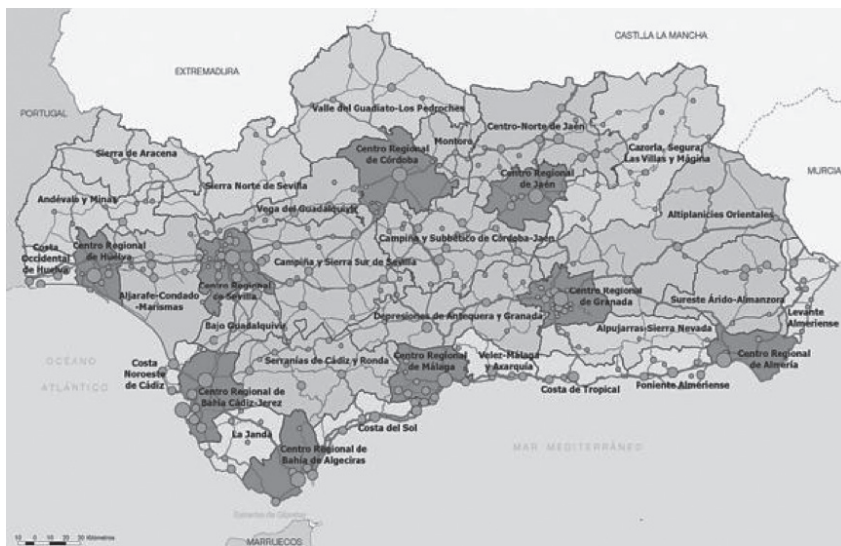 CASTILLA LA MANCHA
EXTREMADURA
PORTUGAL
MURCIA
Valle del Guadiato-Los Pedroches
Centro-Norte de Jaén
Montoro
Centro Regional
de Córdoba
Cazorla, Segura,
Las Villas y Mágina
Sierra de Aracena
Centro Regional
de Jaén
Sierra Norte de Sevilla
Andévalo y Minas
Vega del Guadalquivir
Altiplanicies Orientales
Campiña y Subbético de Córdoba-Jaén
Costa
Occidental
de Huelva
Centro Regional
de Huelva
Campiña y Sierra Sur de Sevilla
Centro Regional
de Sevilla
Centro Regional
de Granada
Aljarafe-Condado
-Marismas
Sureste Árido-Almanzora
Levante
Almeriense
Depresiones de Antequera y Granada
Bajo Guadalquivir
Alpujarras-Sierra Nevada
OCÉANO
ATLÁNTICO
Costa
Noroeste
de Cádiz
Serranías de Cádiz y Ronda
Centro Regional
de Málaga
Velez-Málaga
y Axarquía
Centro Regional
de Almería
Costa de Tropical
Poniente Almeriense
Centro Regional de
Bahía Cádiz-Jerez
Costa del Sol
La Janda
Centro Regional de
Bahía de Algeciras
MAR MEDITERRÁNEO
10 0 10 20 30 Kilómetros
MARRUECOS